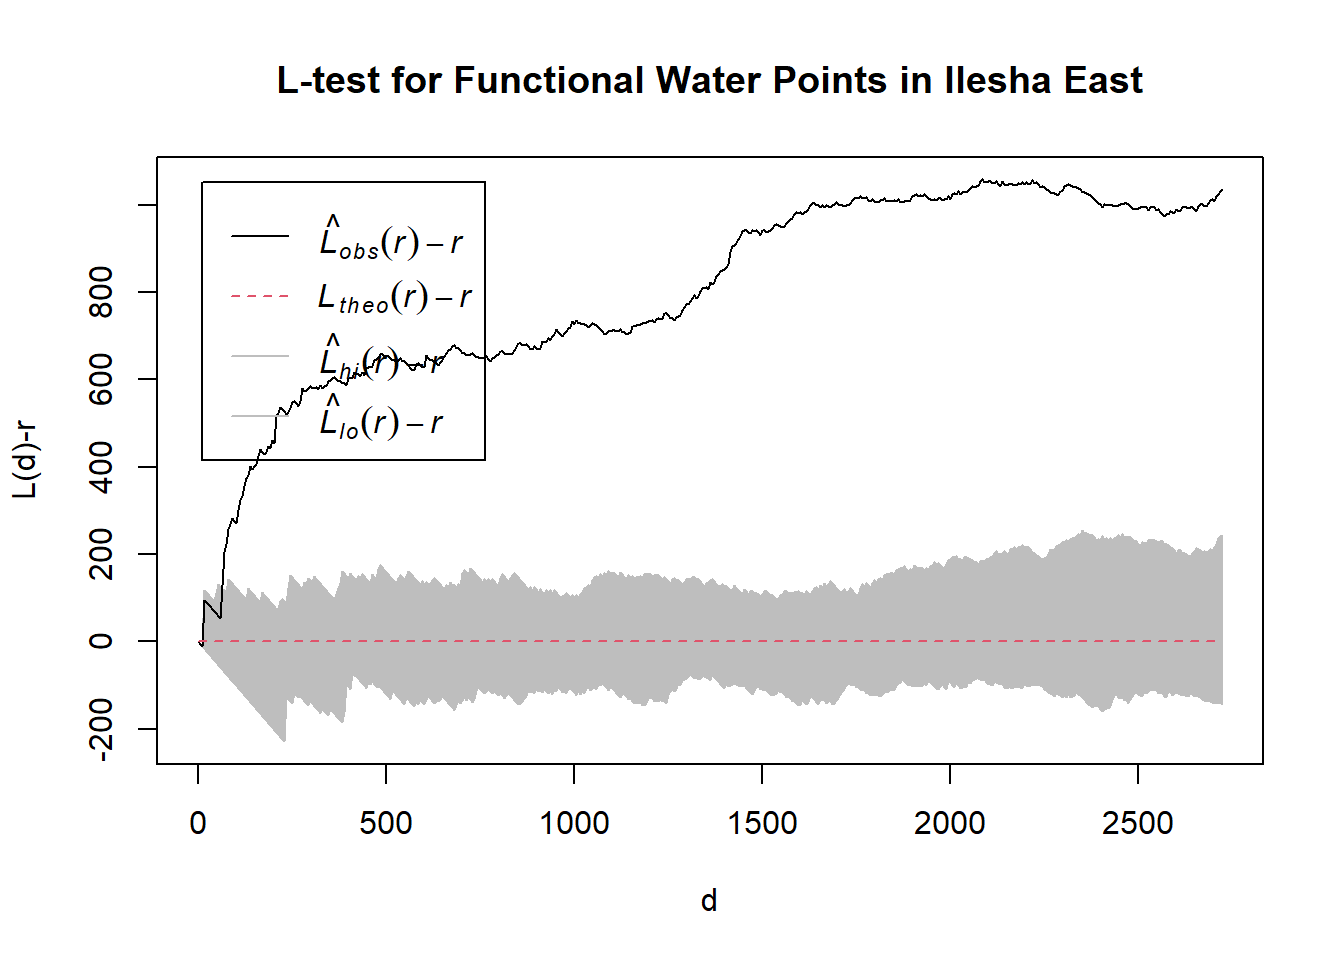 L-test for Functional Water Points in Ilesha East
L̂obs(r) – r
Ltheo(r) – r
L̂hi(r) – r
L̂lo(r) – r
L(d)-r
800
600
400
200
0
-200
0 500 1000 1500 2000 2500
d